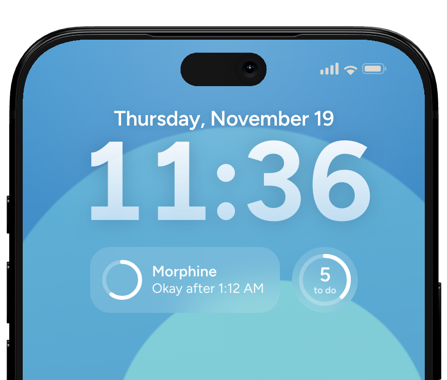 Thursday, November 19
11:36
Morphine
Okay after 1:12 AM
5
to do